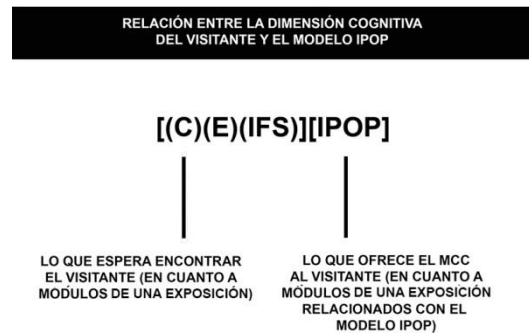 RELACIÓN ENTRE LA DIMENSIÓN COGNITIVA
DEL VISITANTE Y EL MODELO IPOP
[(C)(E)(IFS)][IPOP]
LO QUE ESPERA ENCONTRAR
EL VISITANTE (EN CUANTO A
MÓDULOS DE UNA EXPOSICIÓN)
LO QUE OFRECE EL MCC
AL VISITANTE (EN CUANTO A
MÓDULOS DE UNA EXPOSICIÓN
RELACIONADOS CON EL
MODELO IPOP)